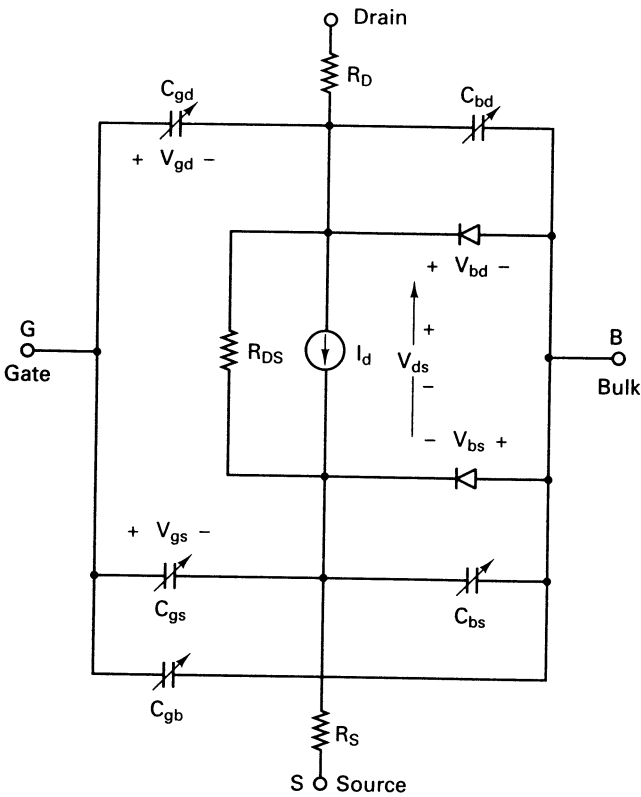 Drain
R_D
C_gd
C_bd
+ V_gd −
+ V_bd −
G
Gate
R_DS
I_d
+
V_ds
−
B
Bulk
− V_bs +
+ V_gs −
C_gs
C_bs
C_gb
R_S
S Source